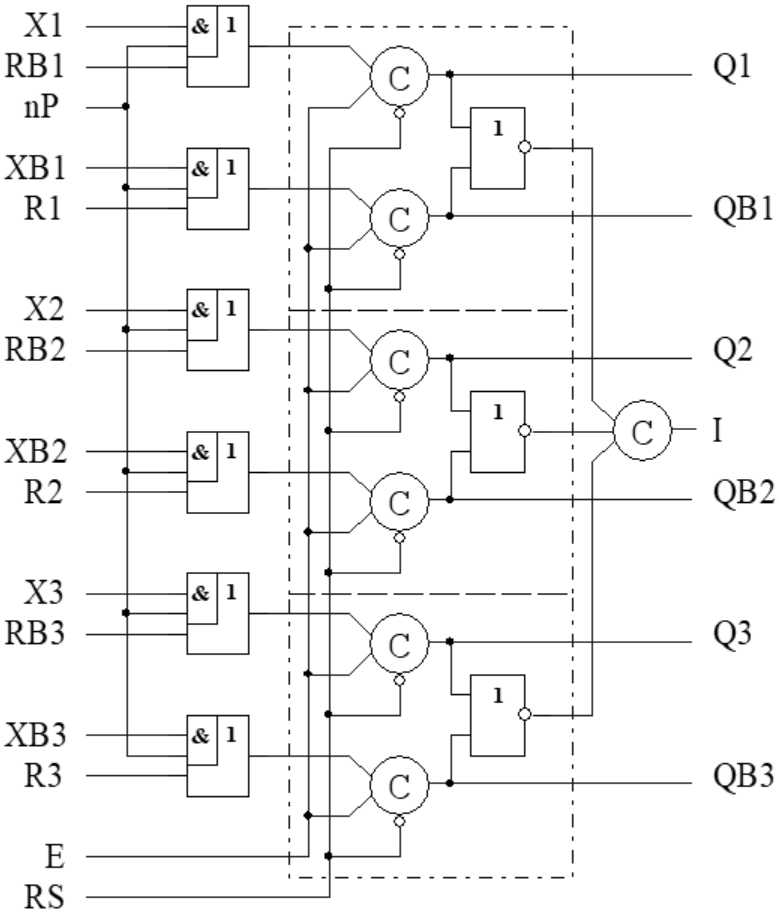 X1 & 1
RB1
nP
C Q1
1
XB1 & 1
R1
C QB1
X2 & 1
RB2
C Q2
1
C I
XB2 & 1
R2
C QB2
X3 & 1
RB3
C Q3
1
XB3 & 1
R3
C QB3
E
RS